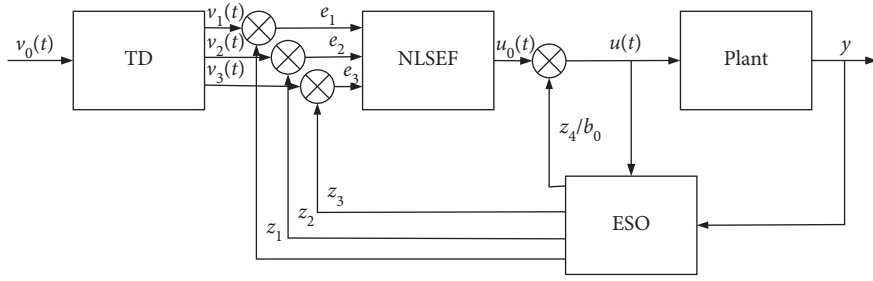 v₀(t)
TD
v₁(t)
v₂(t)
v₃(t)
e₁
e₂
e₃
NLSEF
u₀(t)
u(t)
Plant
y
z₄/b₀
z₃
z₂
z₁
ESO